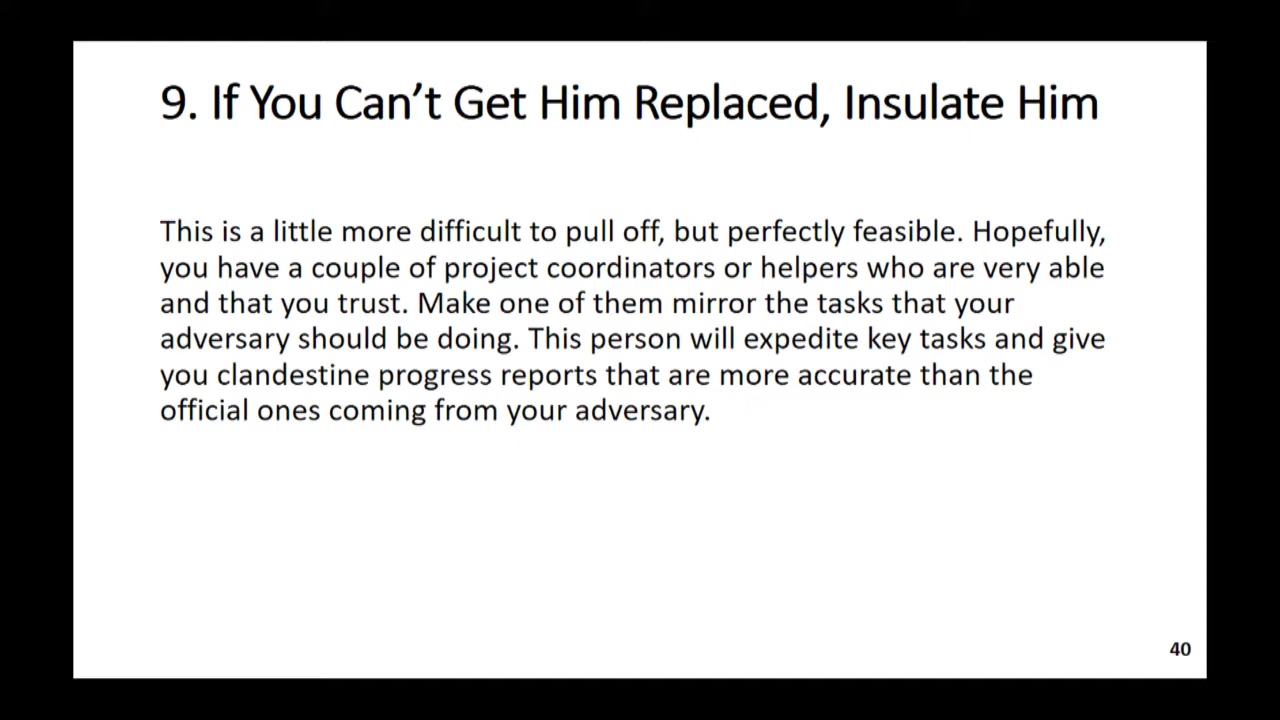 9. If You Can’t Get Him Replaced, Insulate Him
This is a little more difficult to pull off, but perfectly feasible. Hopefully,
you have a couple of project coordinators or helpers who are very able
and that you trust. Make one of them mirror the tasks that your
adversary should be doing. This person will expedite key tasks and give
you clandestine progress reports that are more accurate than the
official ones coming from your adversary.
40